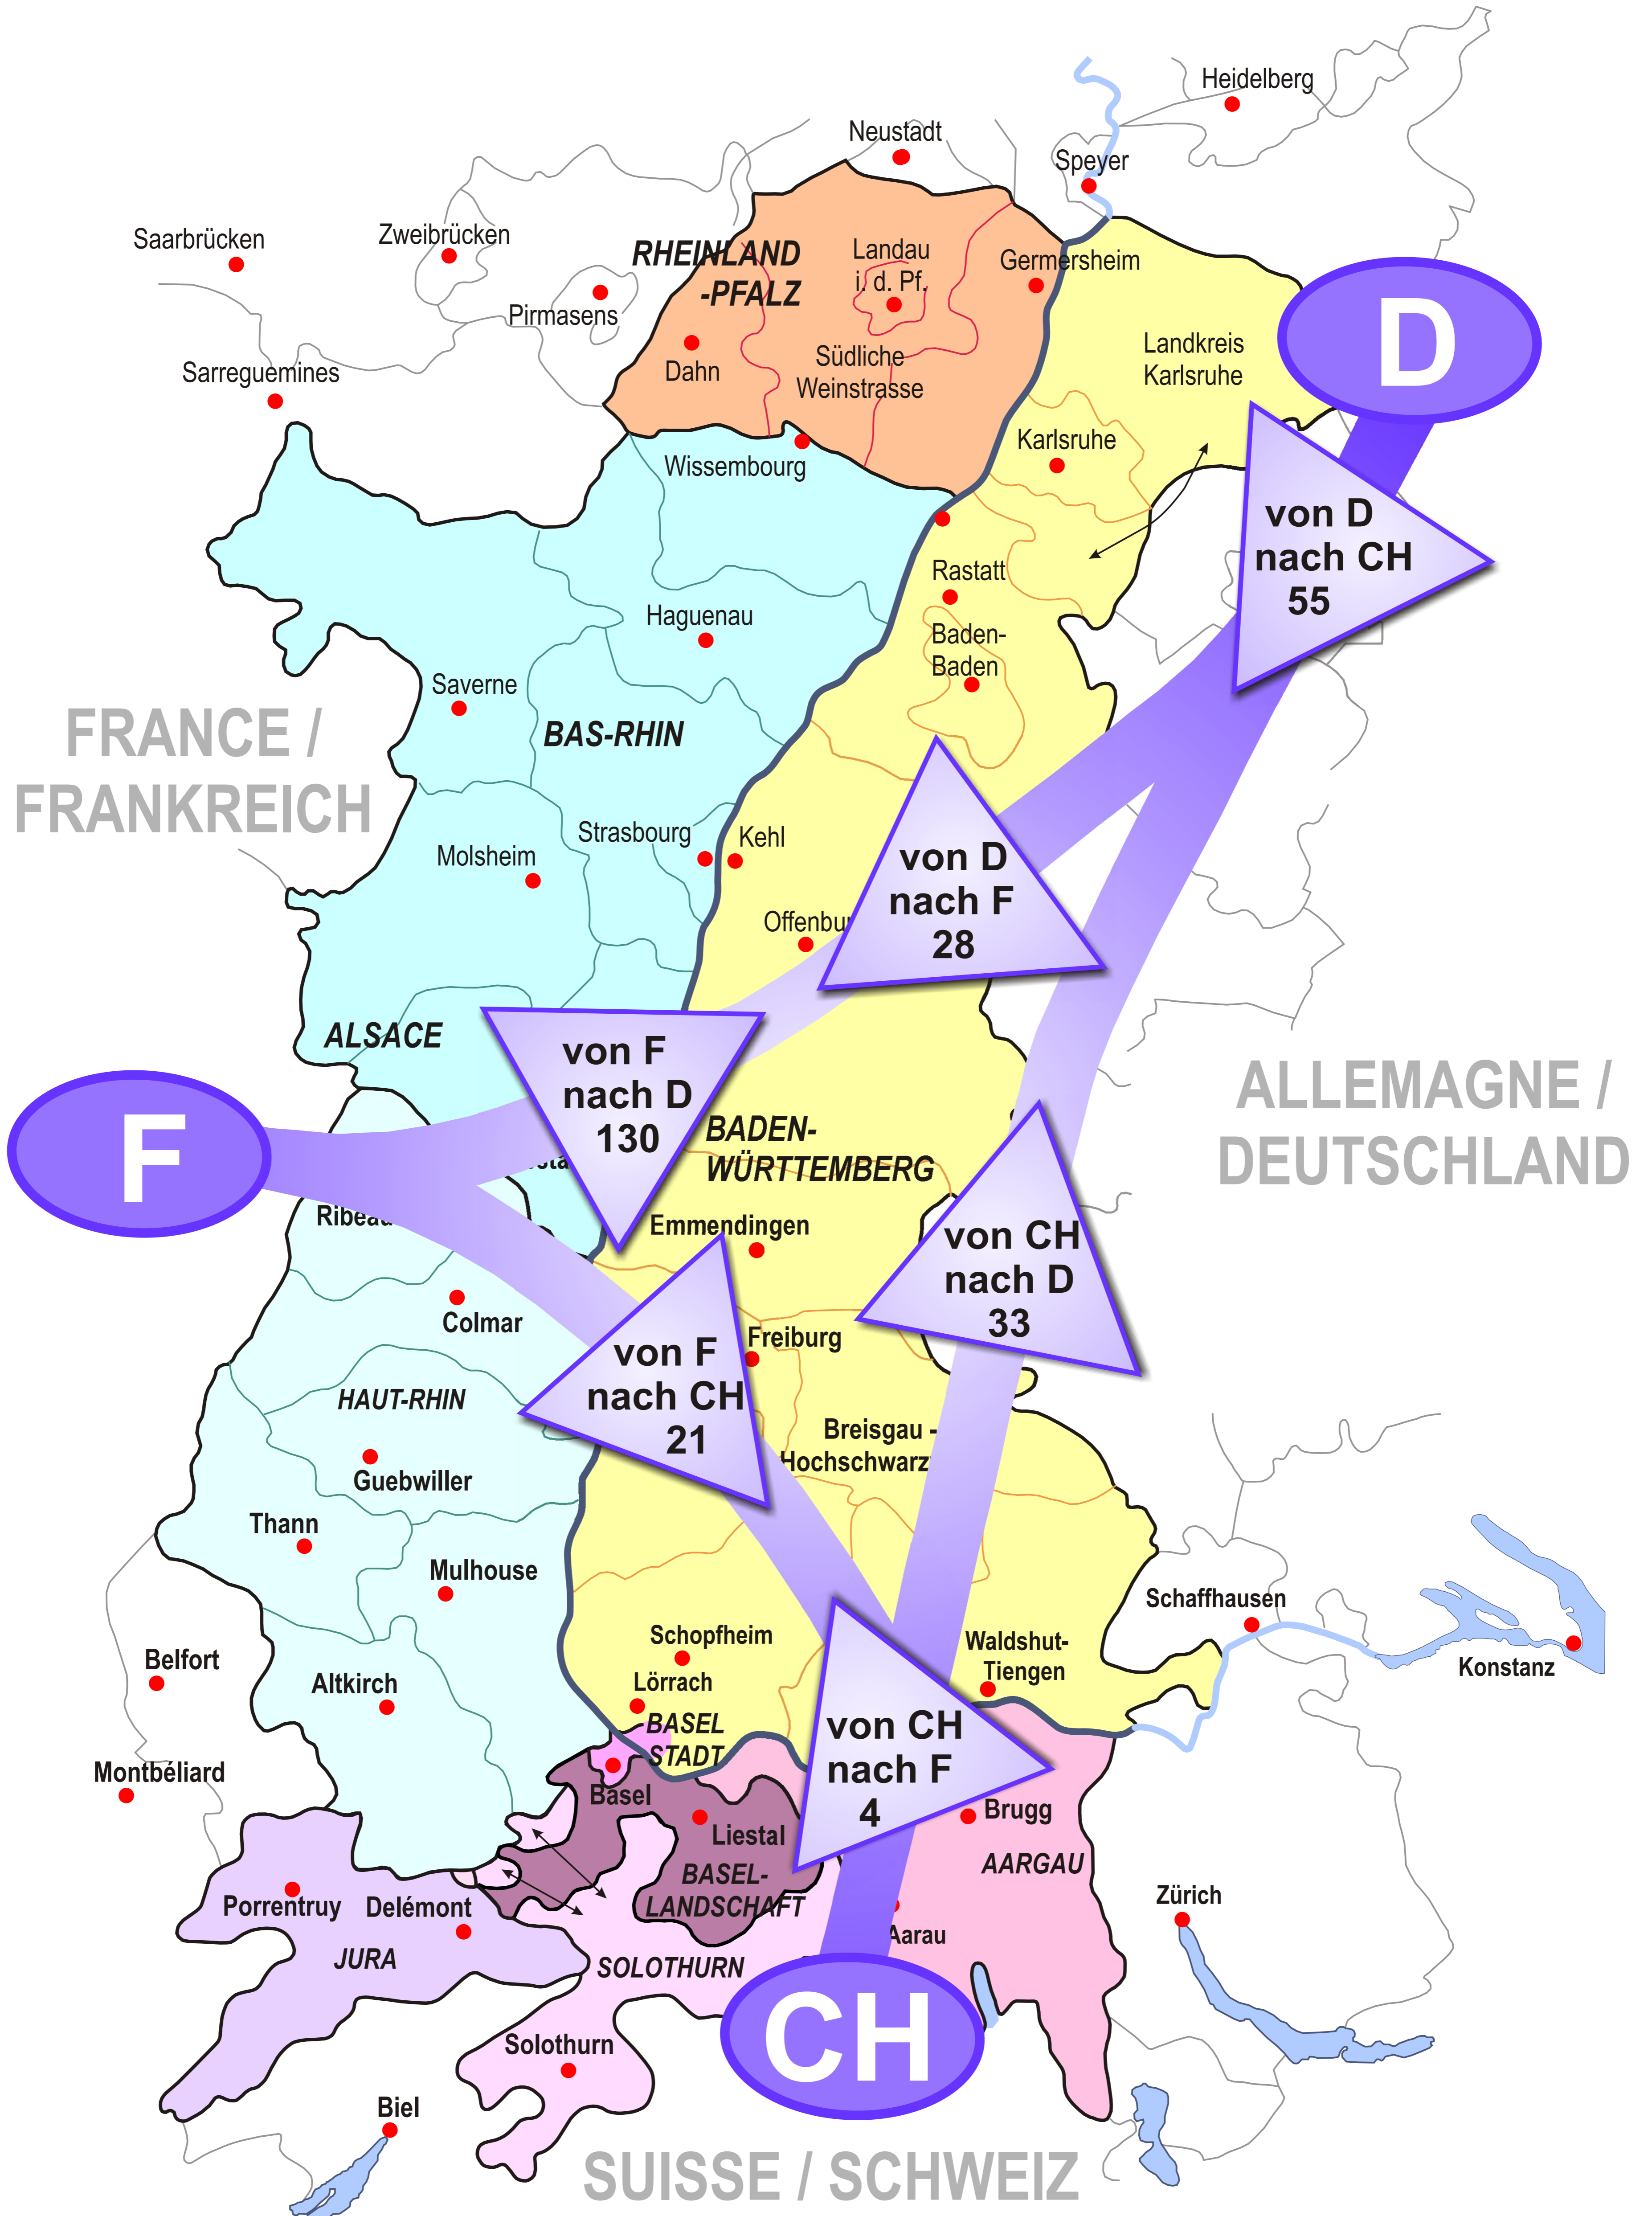 Heidelberg
Neustadt
Speyer
Saarbrücken
Zweibrücken
RHEINLAND
-PFALZ
Landau
i. d. Pf.
Germersheim
Pirmasens
D
Landkreis
Karlsruhe
Südliche
Weinstrasse
Dahn
Sarreguemines
Karlsruhe
Wissembourg
von D
nach CH
55
Rastatt
Haguenau
Baden-
Baden
Saverne
FRANCE /
FRANKREICH
BAS-RHIN
Strasbourg
Kehl
Molsheim
von D
nach F
28
Offenbur
ALSACE
von F
nach D
130
ALLEMAGNE /
DEUTSCHLAND
F
BADEN-
WÜRTTEMBERG
Ribeau
Emmendingen
von CH
nach D
33
Colmar
Freiburg
von F
nach CH
21
HAUT-RHIN
Breisgau -
Hochschwarz
Guebwiller
Thann
Mulhouse
Schaffhausen
Schopfheim
Waldshut-
Tiengen
Konstanz
Belfort
Altkirch
Lörrach
BASEL
STADT
von CH
nach F
4
Montbéliard
Basel
Brugg
Liestal
AARGAU
BASEL-
LANDSCHAFT
Zürich
Porrentruy
Delémont
Aarau
JURA
SOLOTHURN
CH
Solothurn
Biel
SUISSE / SCHWEIZ